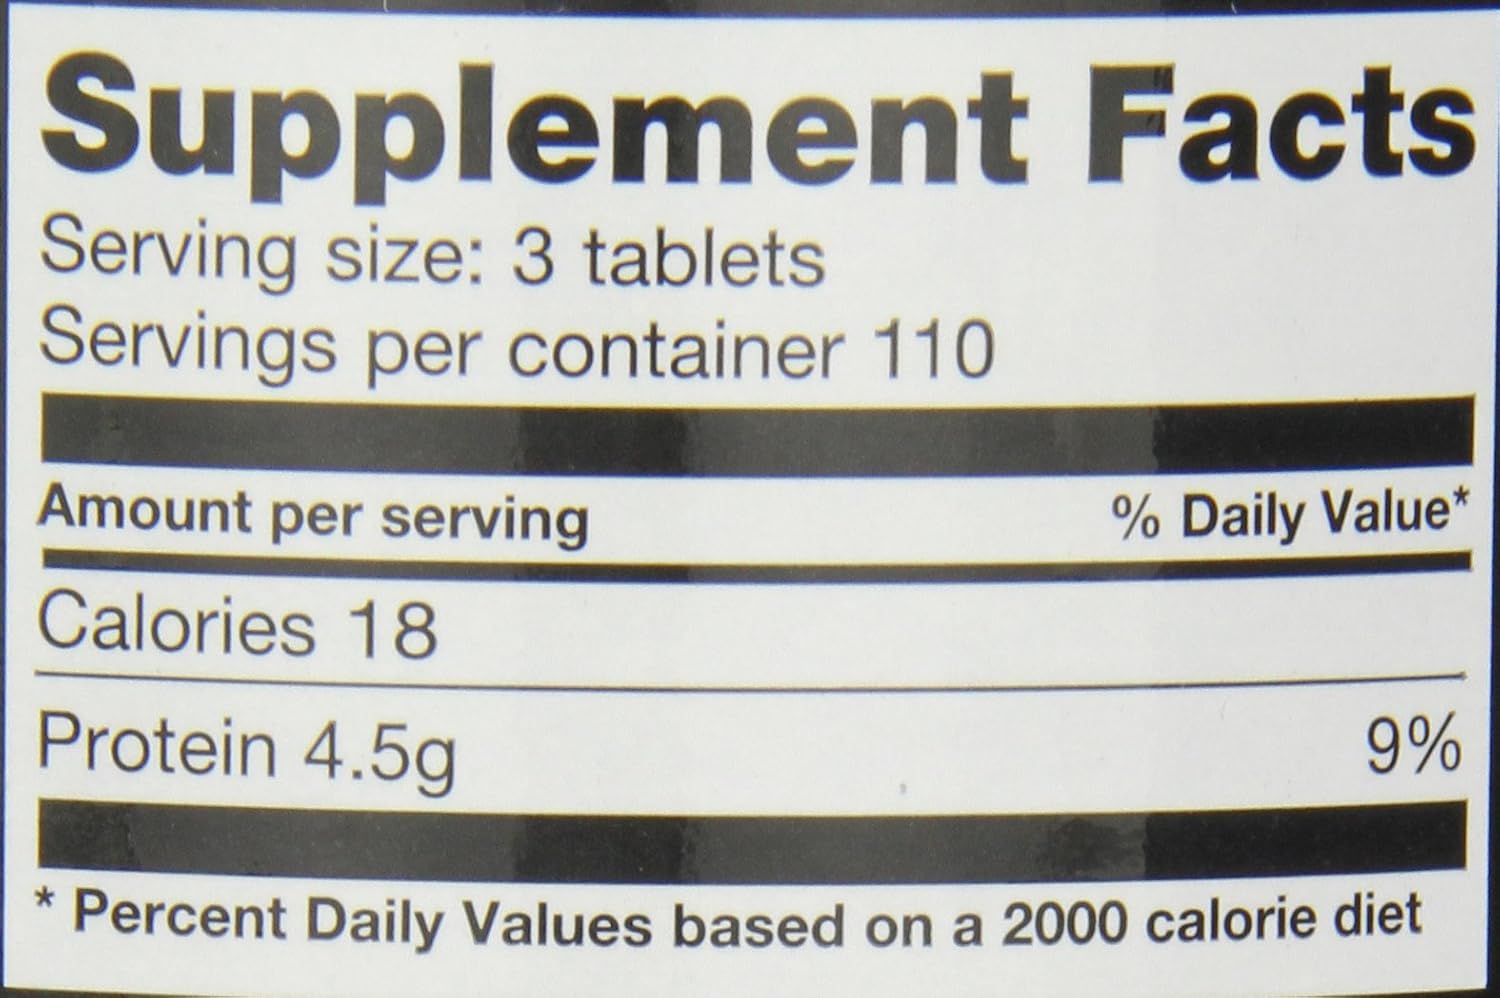 Supplement Facts
Serving size: 3 tablets
Servings per container 110
Amount per serving % Daily Value*
Calories 18
Protein 4.5g 9%
* Percent Daily Values based on a 2000 calorie diet